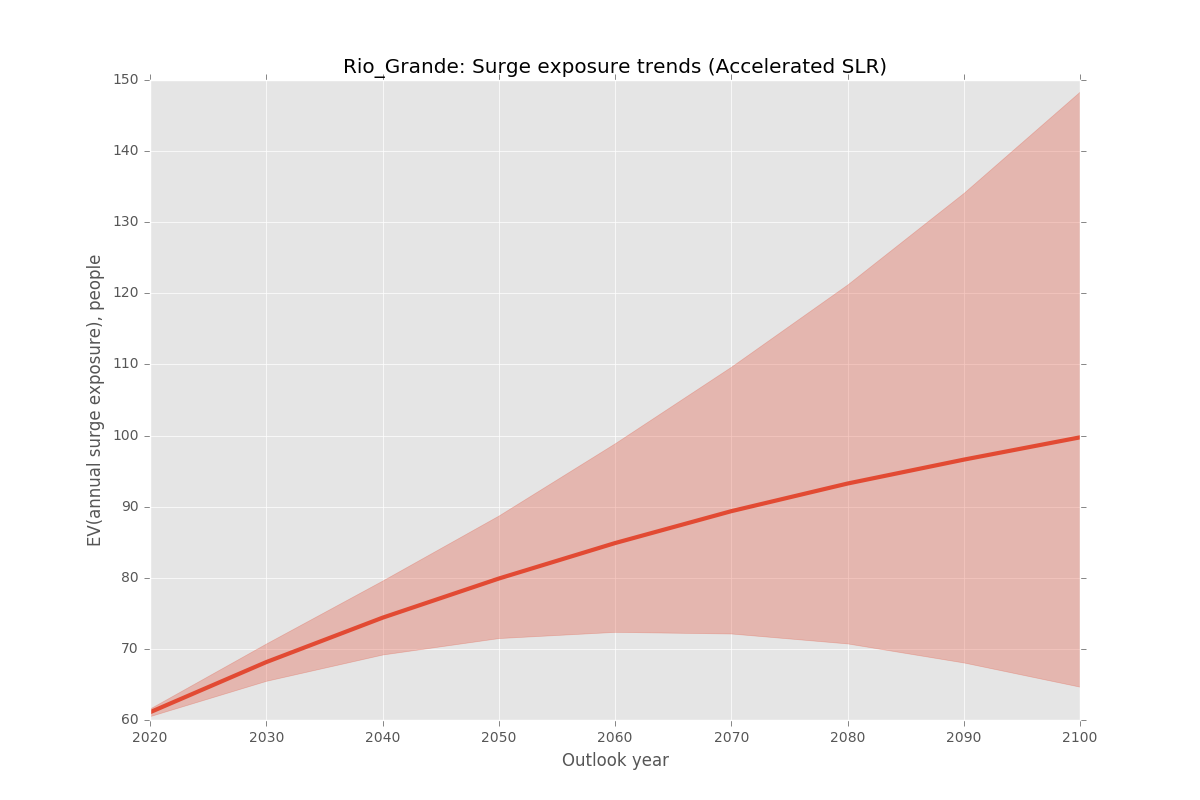 Rio_Grande: Surge exposure trends (Accelerated SLR)
150
140
130
120
110
100
90
80
70
60
EV(annual surge exposure), people
2020 2030 2040 2050 2060 2070 2080 2090 2100
Outlook year